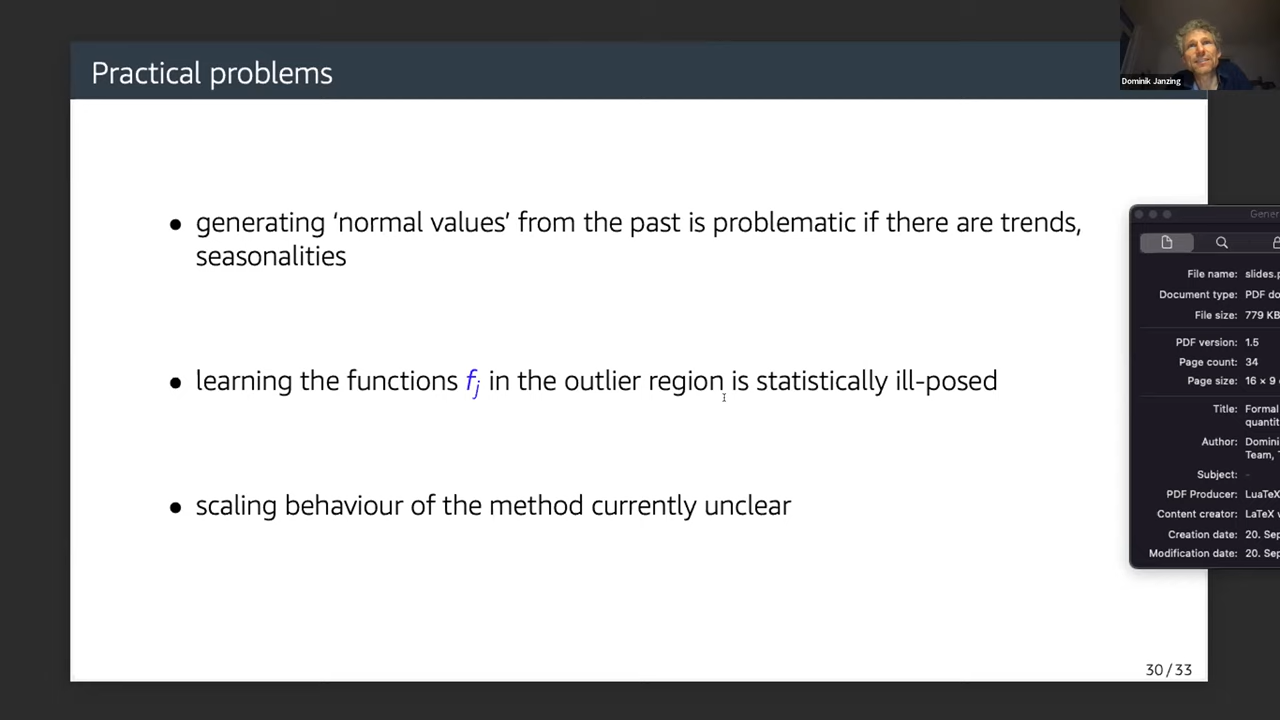 Practical problems
Dominik Janzing
• generating ‘normal values’ from the past is problematic if there are trends,
seasonalities
• learning the functions fj in the outlier region is statistically ill-posed
• scaling behaviour of the method currently unclear
30 / 33
Gener
File name: slides.p
Document type: PDF do
File size: 779 KB
PDF version: 1.5
Page count: 34
Page size: 16 × 9
Title: Formal
quantit
Author: Domini
Team, T
Subject: -
PDF Producer: LuaTeX
Content creator: LaTeX
Creation date: 20. Sep
Modification date: 20. Sep